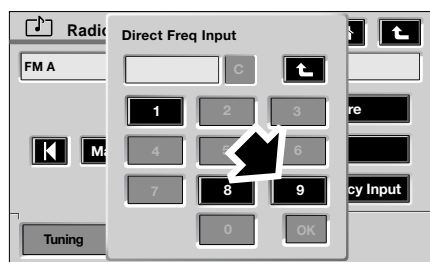 Radio
Direct Freq Input
FM A
C
1 2 3
re
Ma
4 5 6
7 8 9
cy Input
Tuning
0 OK